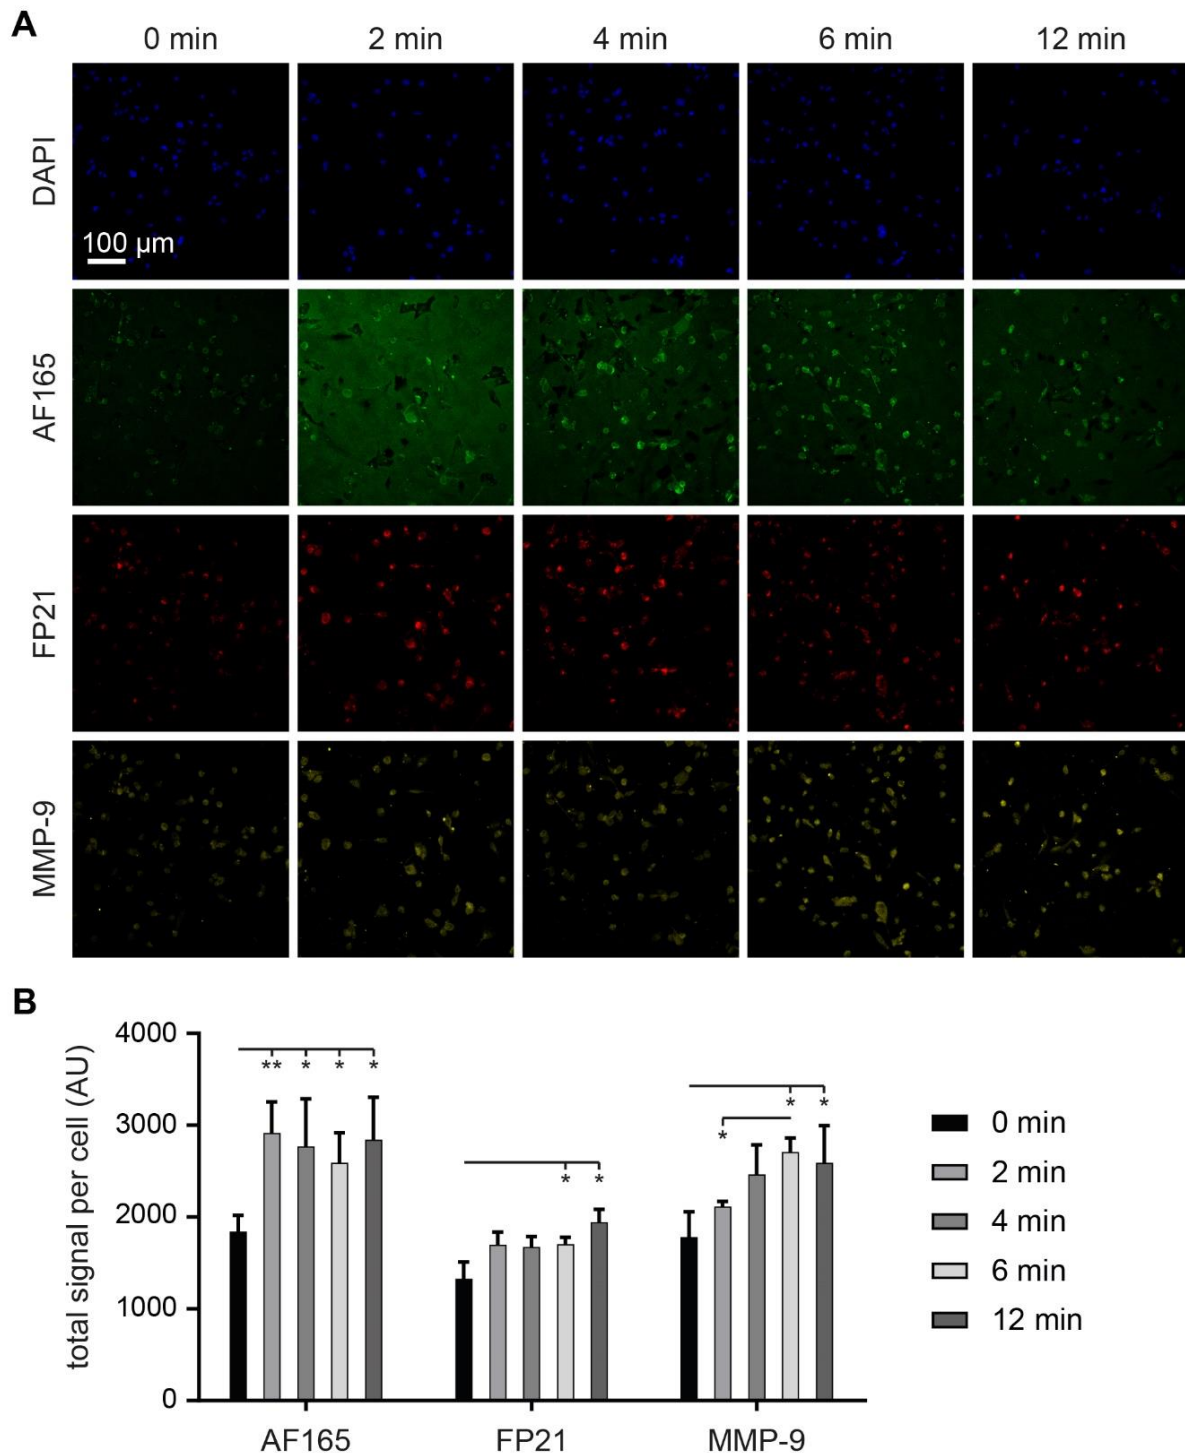 A
0 min 2 min 4 min 6 min 12 min
DAPI
100 µm
AF165
FP21
MMP-9
B
total signal per cell (AU)
4000
3000
2000
1000
0
** * * *
* *
* *
*
AF165 FP21 MMP-9
0 min
2 min
4 min
6 min
12 min